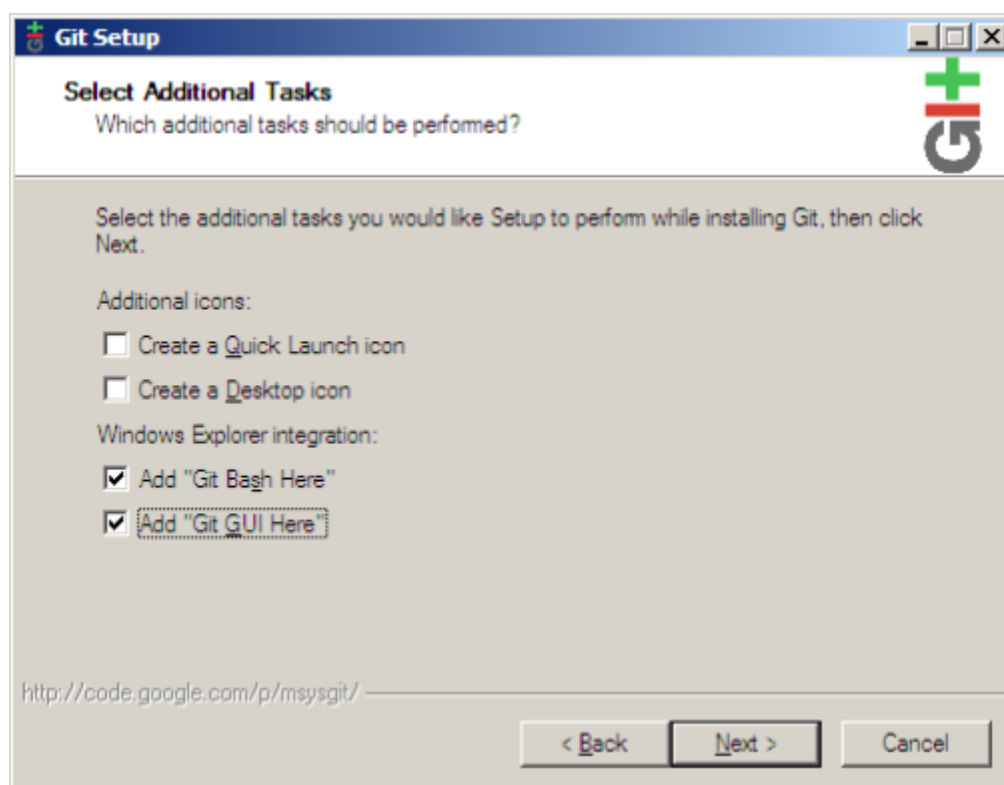 Git Setup
Select Additional Tasks
Which additional tasks should be performed?
GIt
Select the additional tasks you would like Setup to perform while installing Git, then click
Next.
Additional icons:
Create a Quick Launch icon
Create a Desktop icon
Windows Explorer integration:
Add "Git Bash Here"
Add "Git GUI Here"
http://code.google.com/p/msysgit/
< Back
Next >
Cancel